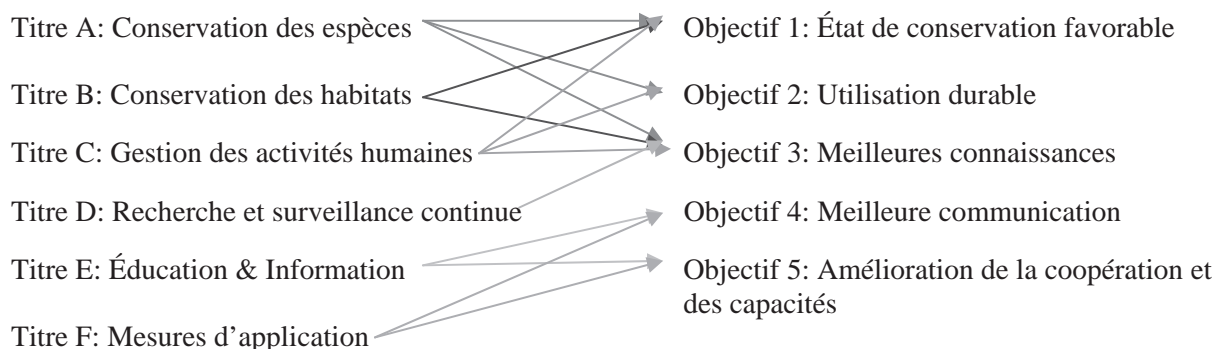 Titre A: Conservation des espèces
Objectif 1: État de conservation favorable
Titre B: Conservation des habitats
Objectif 2: Utilisation durable
Titre C: Gestion des activités humaines
Objectif 3: Meilleures connaissances
Titre D: Recherche et surveillance continue
Objectif 4: Meilleure communication
Titre E: Éducation & Information
Objectif 5: Amélioration de la coopération et
des capacités
Titre F: Mesures d’application